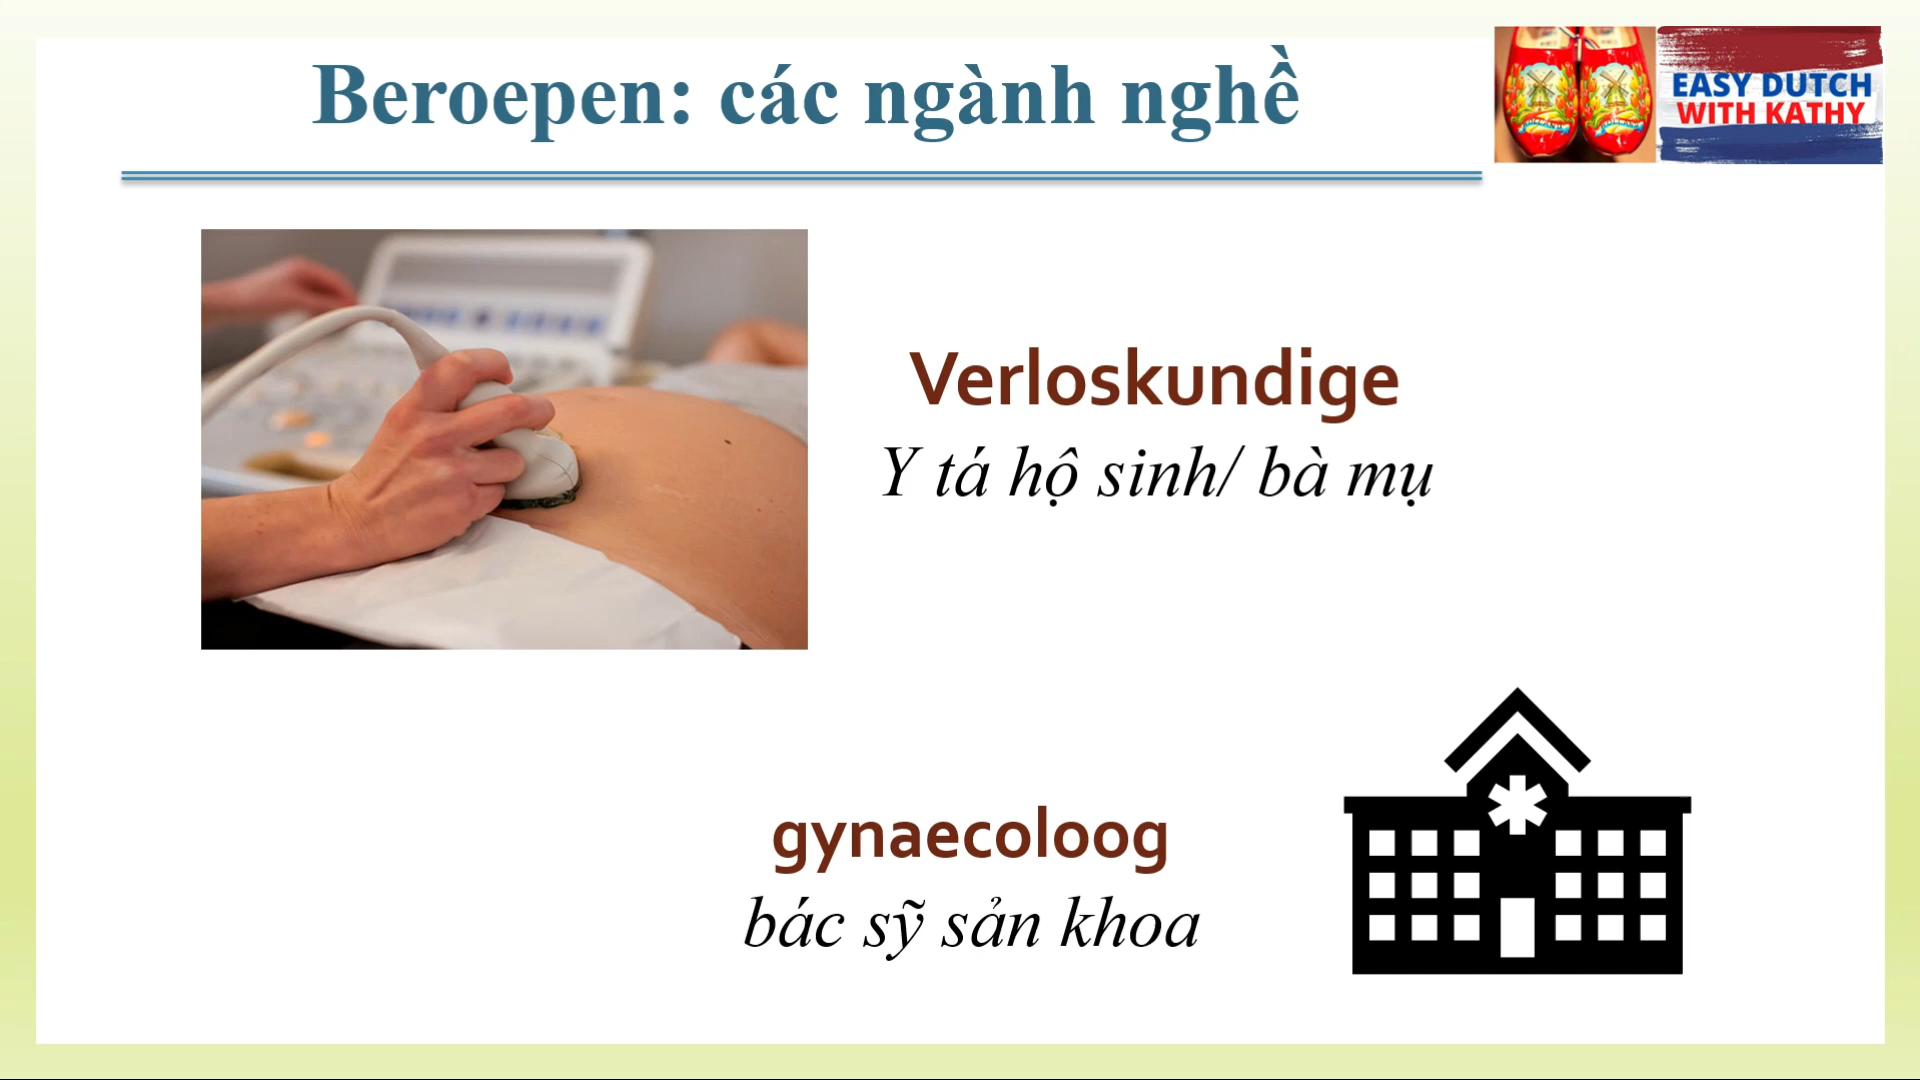 Beroepen: các ngành nghề
EASY DUTCH
WITH KATHY
Verloskundige
Y tá hộ sinh/ bà mụ
gynaecoloog
bác sỹ sản khoa